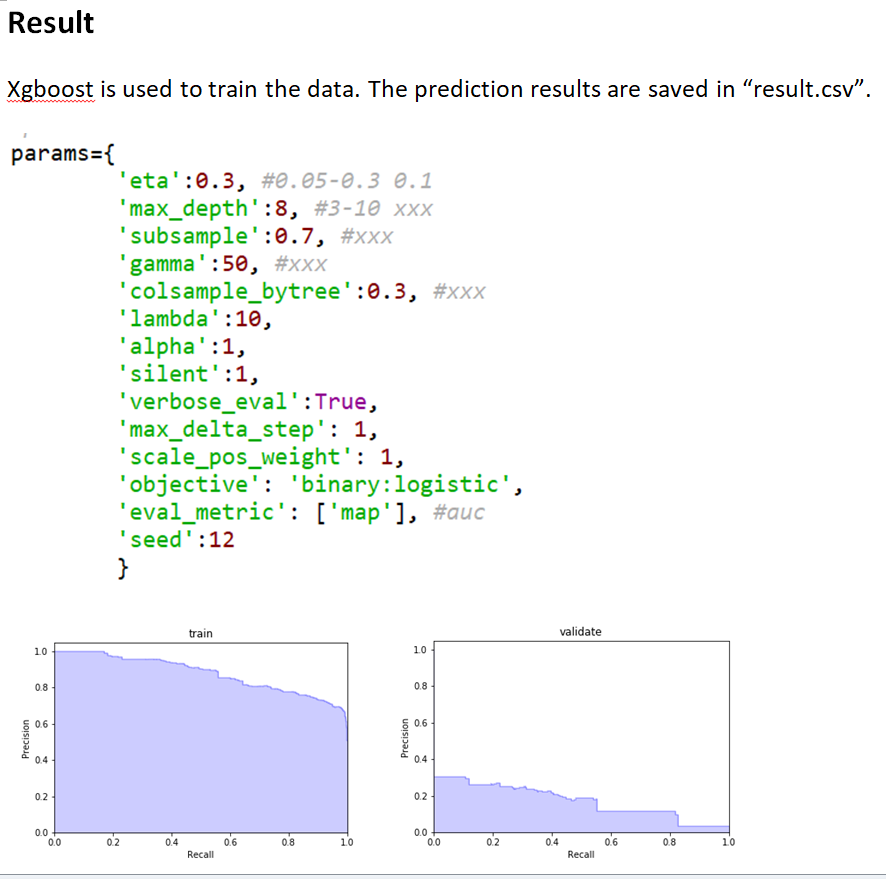 Result
Xgboost is used to train the data. The prediction results are saved in “result.csv”.
params={
'eta':0.3, #0.05-0.3 0.1
'max_depth':8, #3-10 xxx
'subsample':0.7, #xxx
'gamma':50, #xxx
'colsample_bytree':0.3, #xxx
'lambda':10,
'alpha':1,
'silent':1,
'verbose_eval':True,
'max_delta_step': 1,
'scale_pos_weight': 1,
'objective': 'binary:logistic',
'eval_metric': ['map'], #auc
'seed':12
}
train
1.0
0.8
0.6
0.4
0.2
0.0
Precision
0.0 0.2 0.4 0.6 0.8 1.0
Recall
validate
1.0
0.8
0.6
0.4
0.2
0.0
Precision
0.0 0.2 0.4 0.6 0.8 1.0
Recall